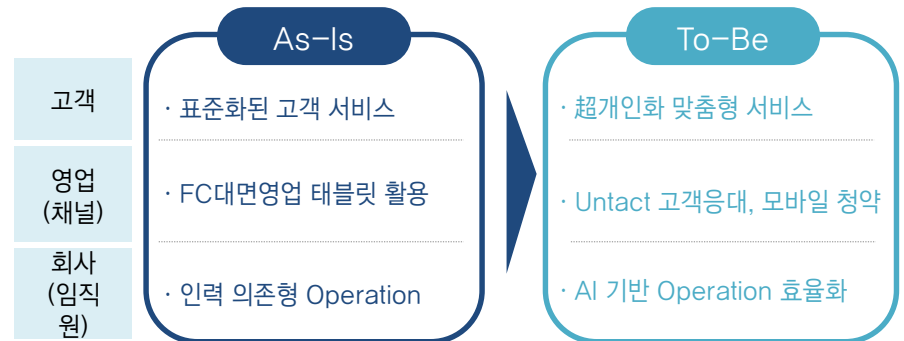 As-Is
To-Be
고객
· 표준화된 고객 서비스
· 超개인화 맞춤형 서비스
영업
(채널)
· FC대면영업 태블릿 활용
· Untact 고객응대, 모바일 청약
회사
(임직
원)
· 인력 의존형 Operation
· AI 기반 Operation 효율화